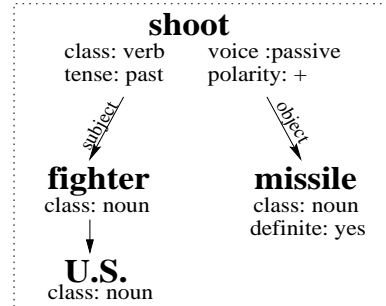 shoot
class: verb voice :passive
tense: past polarity: +
subject
object
fighter missile
class: noun class: noun
definite: yes
U.S.
class: noun